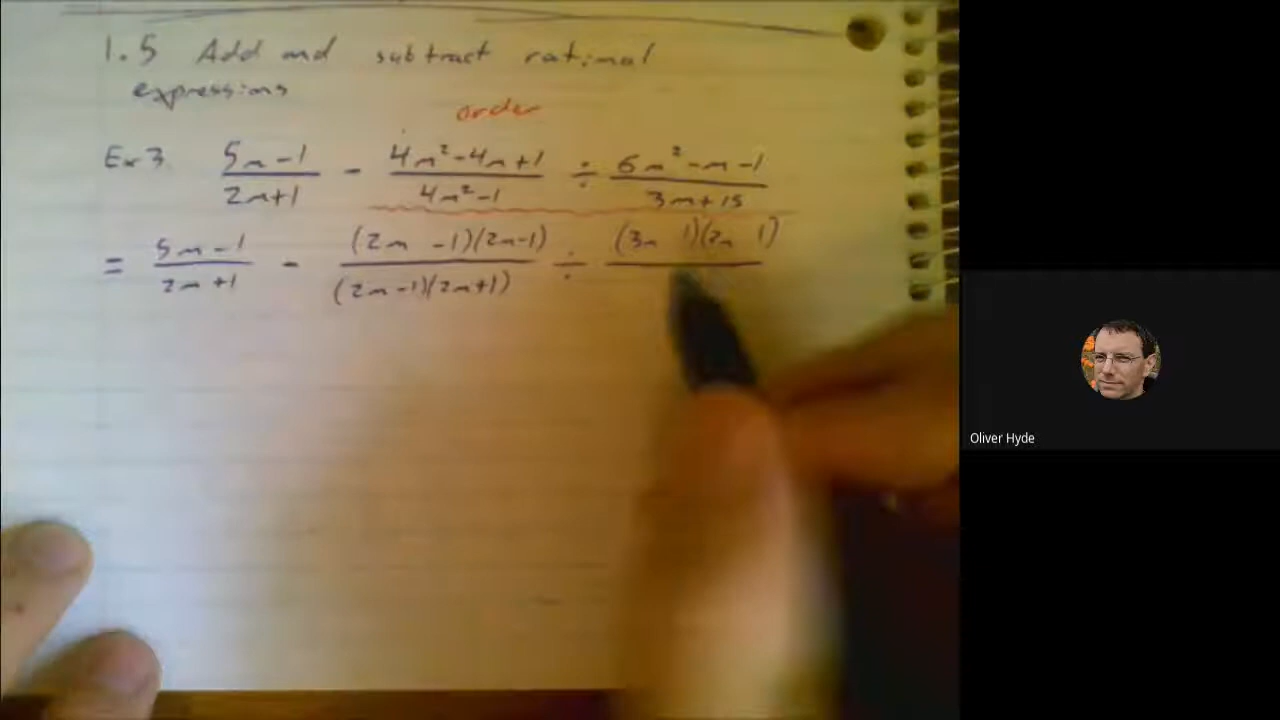 1.5 Add and subtract rational
expressions
order
Ex 3. (5m-1)/(2m+1) - (4m²-4m+1)/(4m²-1) ÷ (6m²-m-1)/(3m+15)
= (5m-1)/(2m+1) - ((2m -1)(2m-1))/((2m-1)(2m+1)) ÷ (3m 1)(2m 1)
Oliver Hyde